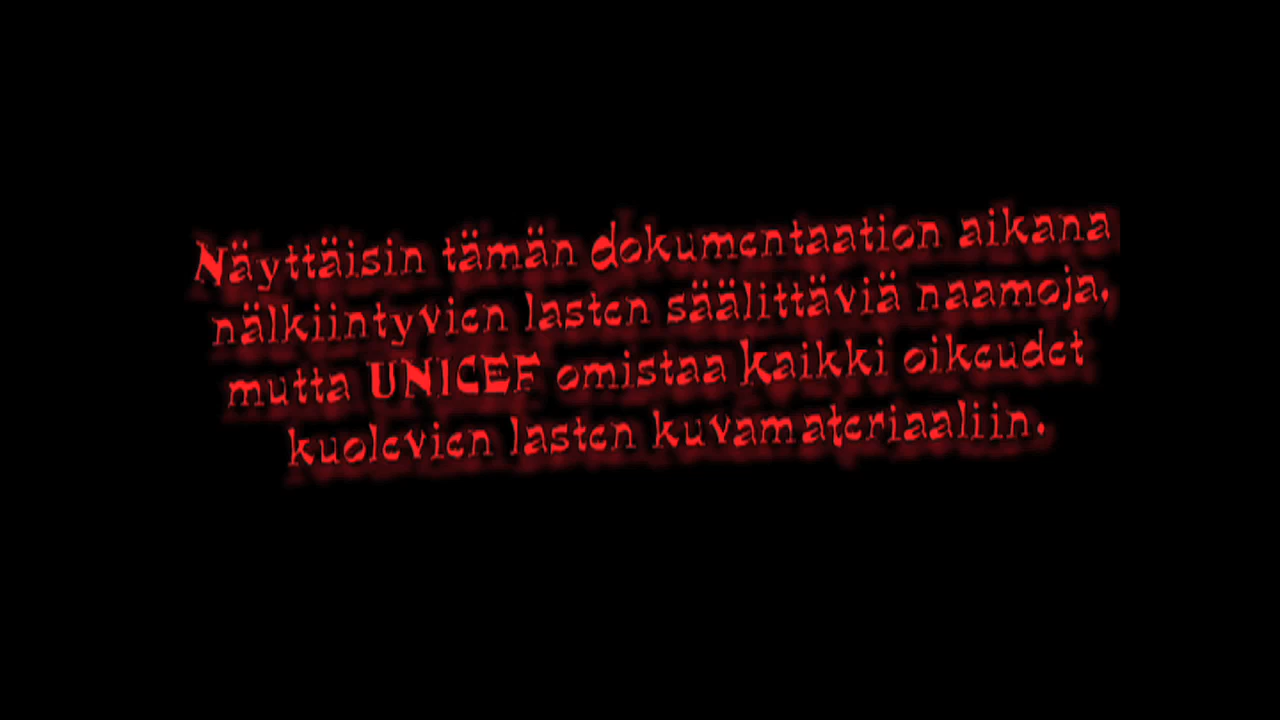 Näyttäisin tämän dokumentaation aikana
nälkiintyvien lasten säälittäviä naamoja,
mutta UNICEF omistaa kaikki oikeudet
kuolevien lasten kuvamateriaaliin.